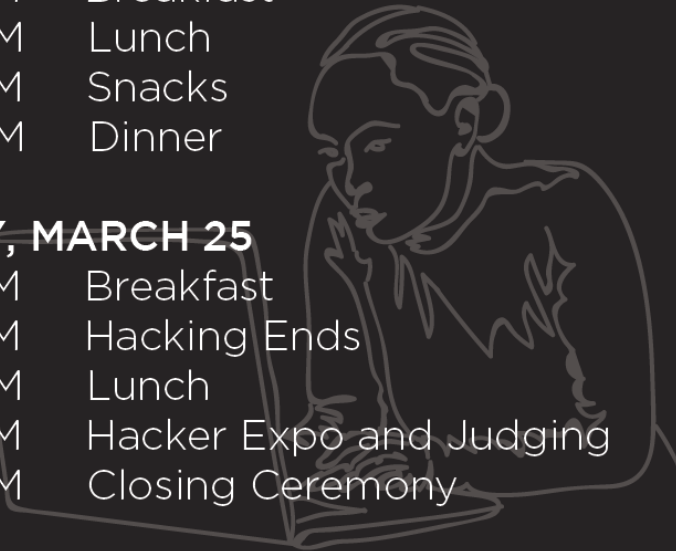 M Lunch
M Snacks
M Dinner
Y, MARCH 25
M Breakfast
M Hacking Ends
M Lunch
M Hacker Expo and Judging
M Closing Ceremony